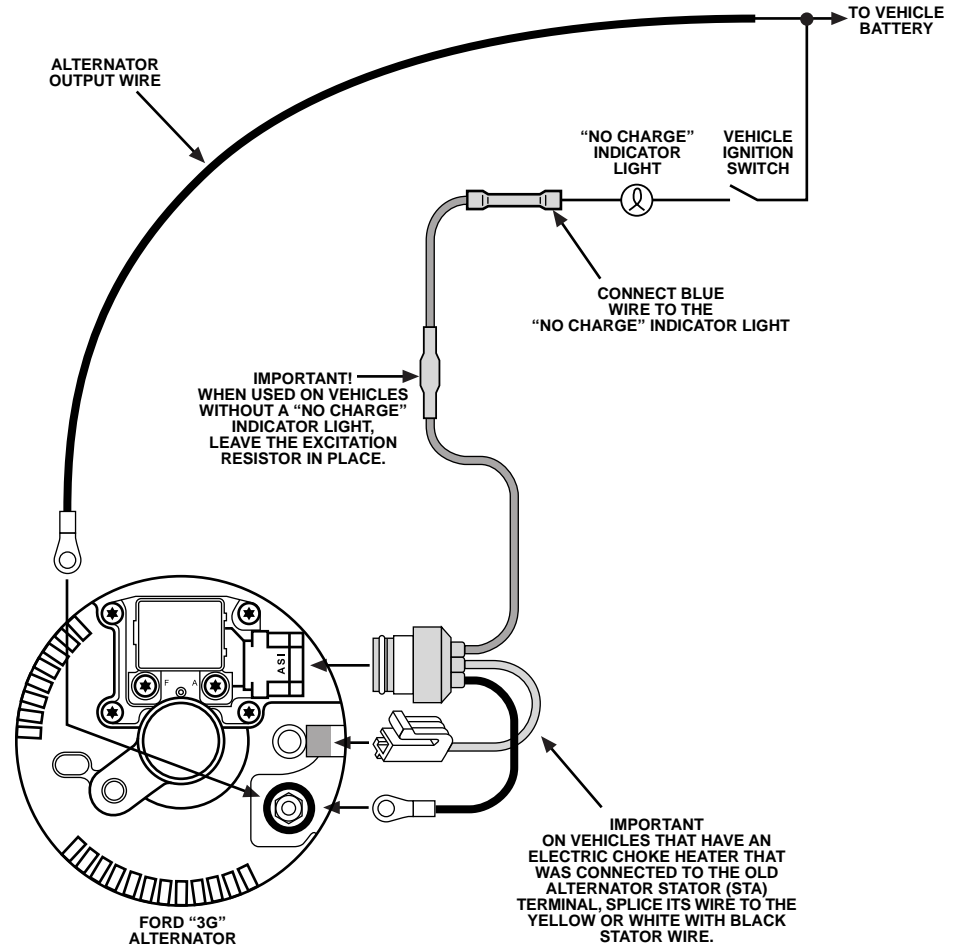 TO VEHICLE
BATTERY
ALTERNATOR
OUTPUT WIRE
“NO CHARGE”
INDICATOR
LIGHT
VEHICLE
IGNITION
SWITCH
CONNECT BLUE
WIRE TO THE
“NO CHARGE” INDICATOR LIGHT
IMPORTANT!
WHEN USED ON VEHICLES
WITHOUT A “NO CHARGE”
INDICATOR LIGHT,
LEAVE THE EXCITATION
RESISTOR IN PLACE.
A S I
F A
IMPORTANT
ON VEHICLES THAT HAVE AN
ELECTRIC CHOKE HEATER THAT
WAS CONNECTED TO THE OLD
ALTERNATOR STATOR (STA)
TERMINAL, SPLICE ITS WIRE TO THE
YELLOW OR WHITE WITH BLACK
STATOR WIRE.
FORD “3G”
ALTERNATOR